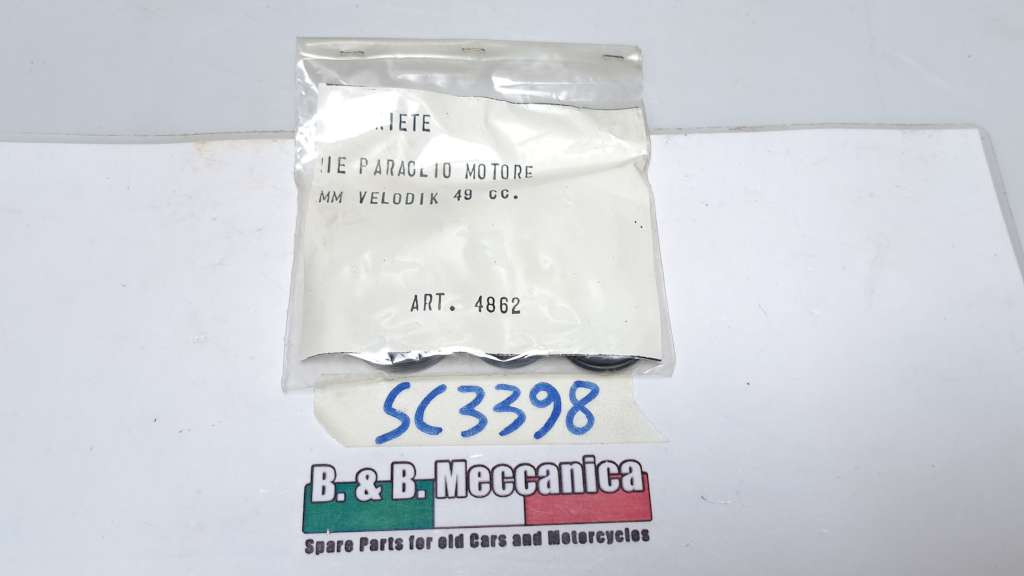 IETE
IE PARAOLIO MOTORE
MM VELODIK 49 CC.
ART. 4862
SC3398
B. & B. Meccanica
Spare Parts for old Cars and Motorcycles